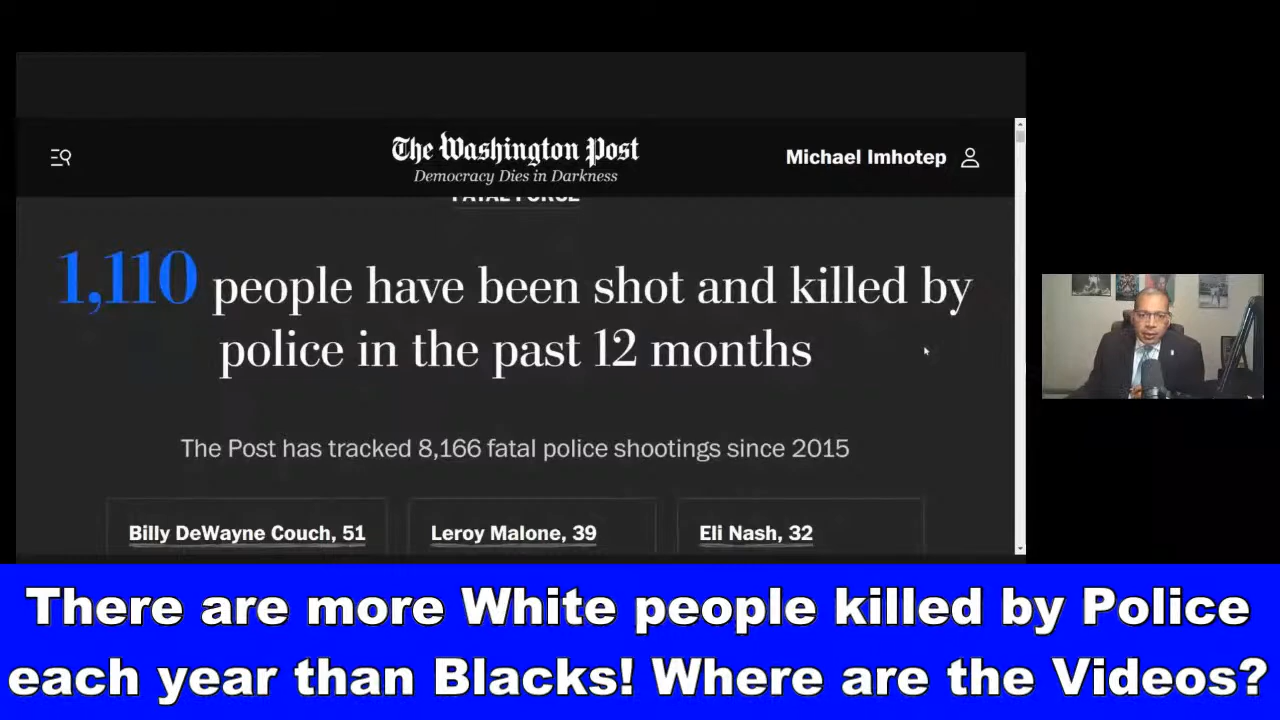 The Washington Post
Democracy Dies in Darkness
Michael Imhotep
FATAL FORCE
1,110 people have been shot and killed by
police in the past 12 months
The Post has tracked 8,166 fatal police shootings since 2015
Billy DeWayne Couch, 51
Leroy Malone, 39
Eli Nash, 32
There are more White people killed by Police
each year than Blacks! Where are the Videos?